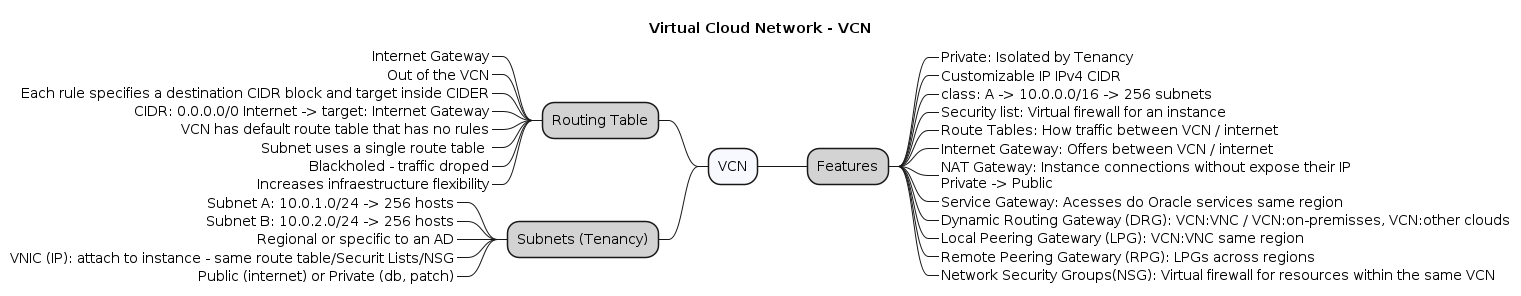 Virtual Cloud Network - VCN
VCN
Features
Private: Isolated by Tenancy
Customizable IP IPv4 CIDR
class: A -> 10.0.0.0/16 -> 256 subnets
Security list: Virtual firewall for an instance
Route Tables: How traffic between VCN / internet
Internet Gateway: Offers between VCN / internet
NAT Gateway: Instance connections without expose their IP
Private -> Public
Service Gateway: Acesses do Oracle services same region
Dynamic Routing Gateway (DRG): VCN:VNC / VCN:on-premisses, VCN:other clouds
Local Peering Gatewary (LPG): VCN:VNC same region
Remote Peering Gateway (RPG): LPGs across regions
Network Security Groups(NSG): Virtual firewall for resources within the same VCN
Routing Table
Internet Gateway
Out of the VCN
Each rule specifies a destination CIDR block and target inside CIDER
CIDR: 0.0.0.0/0 Internet -> target: Internet Gateway
VCN has default route table that has no rules
Subnet uses a single route table
Blackholed - traffic droped
Increases infraestructure flexibility
Subnets (Tenancy)
Subnet A: 10.0.1.0/24 -> 256 hosts
Subnet B: 10.0.2.0/24 -> 256 hosts
Regional or specific to an AD
VNIC (IP): attach to instance - same route table/Securit Lists/NSG
Public (internet) or Private (db, patch)